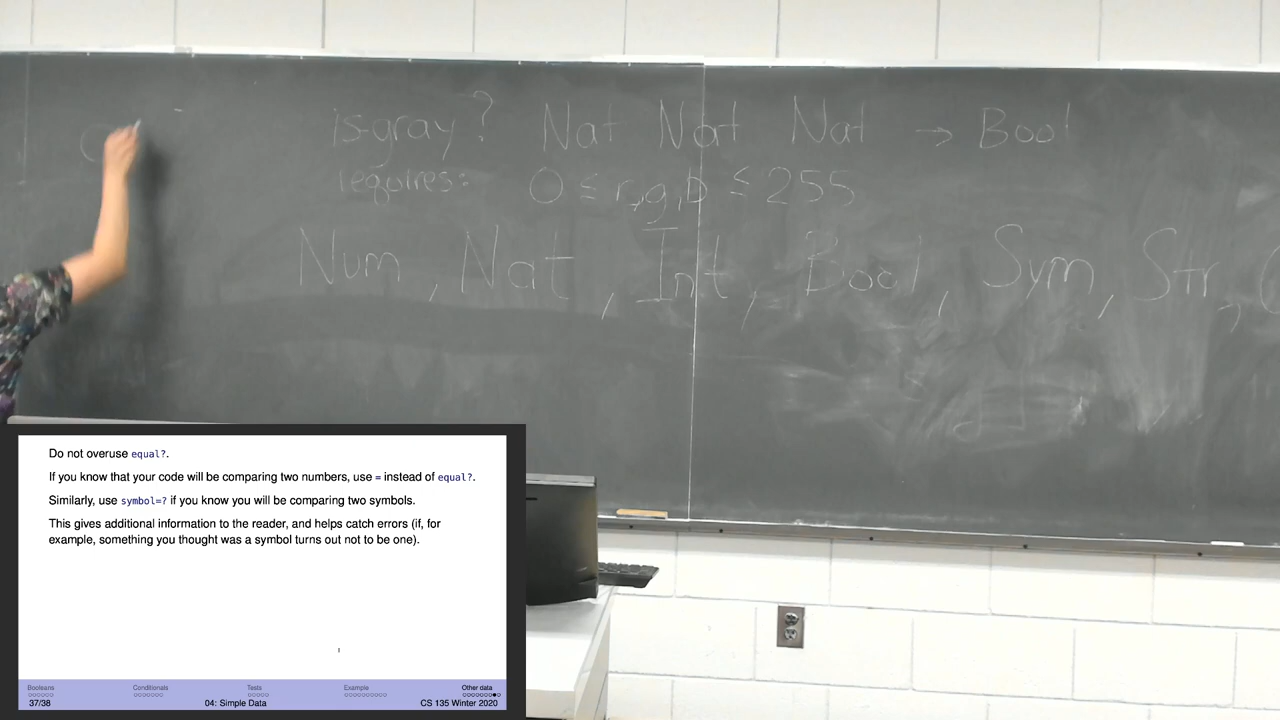 is-gray? Nat Nat Nat → Bool
requires: 0 ≤ r,g,b ≤ 255
Num, Nat, Int, Bool, Sym, Str,
Do not overuse equal?.
If you know that your code will be comparing two numbers, use = instead of equal?.
Similarly, use symbol=? if you know you will be comparing two symbols.
This gives additional information to the reader, and helps catch errors (if, for
example, something you thought was a symbol turns out not to be one).
Booleans Conditionals Tests Example Other data
37/38 04: Simple Data CS 135 Winter 2020